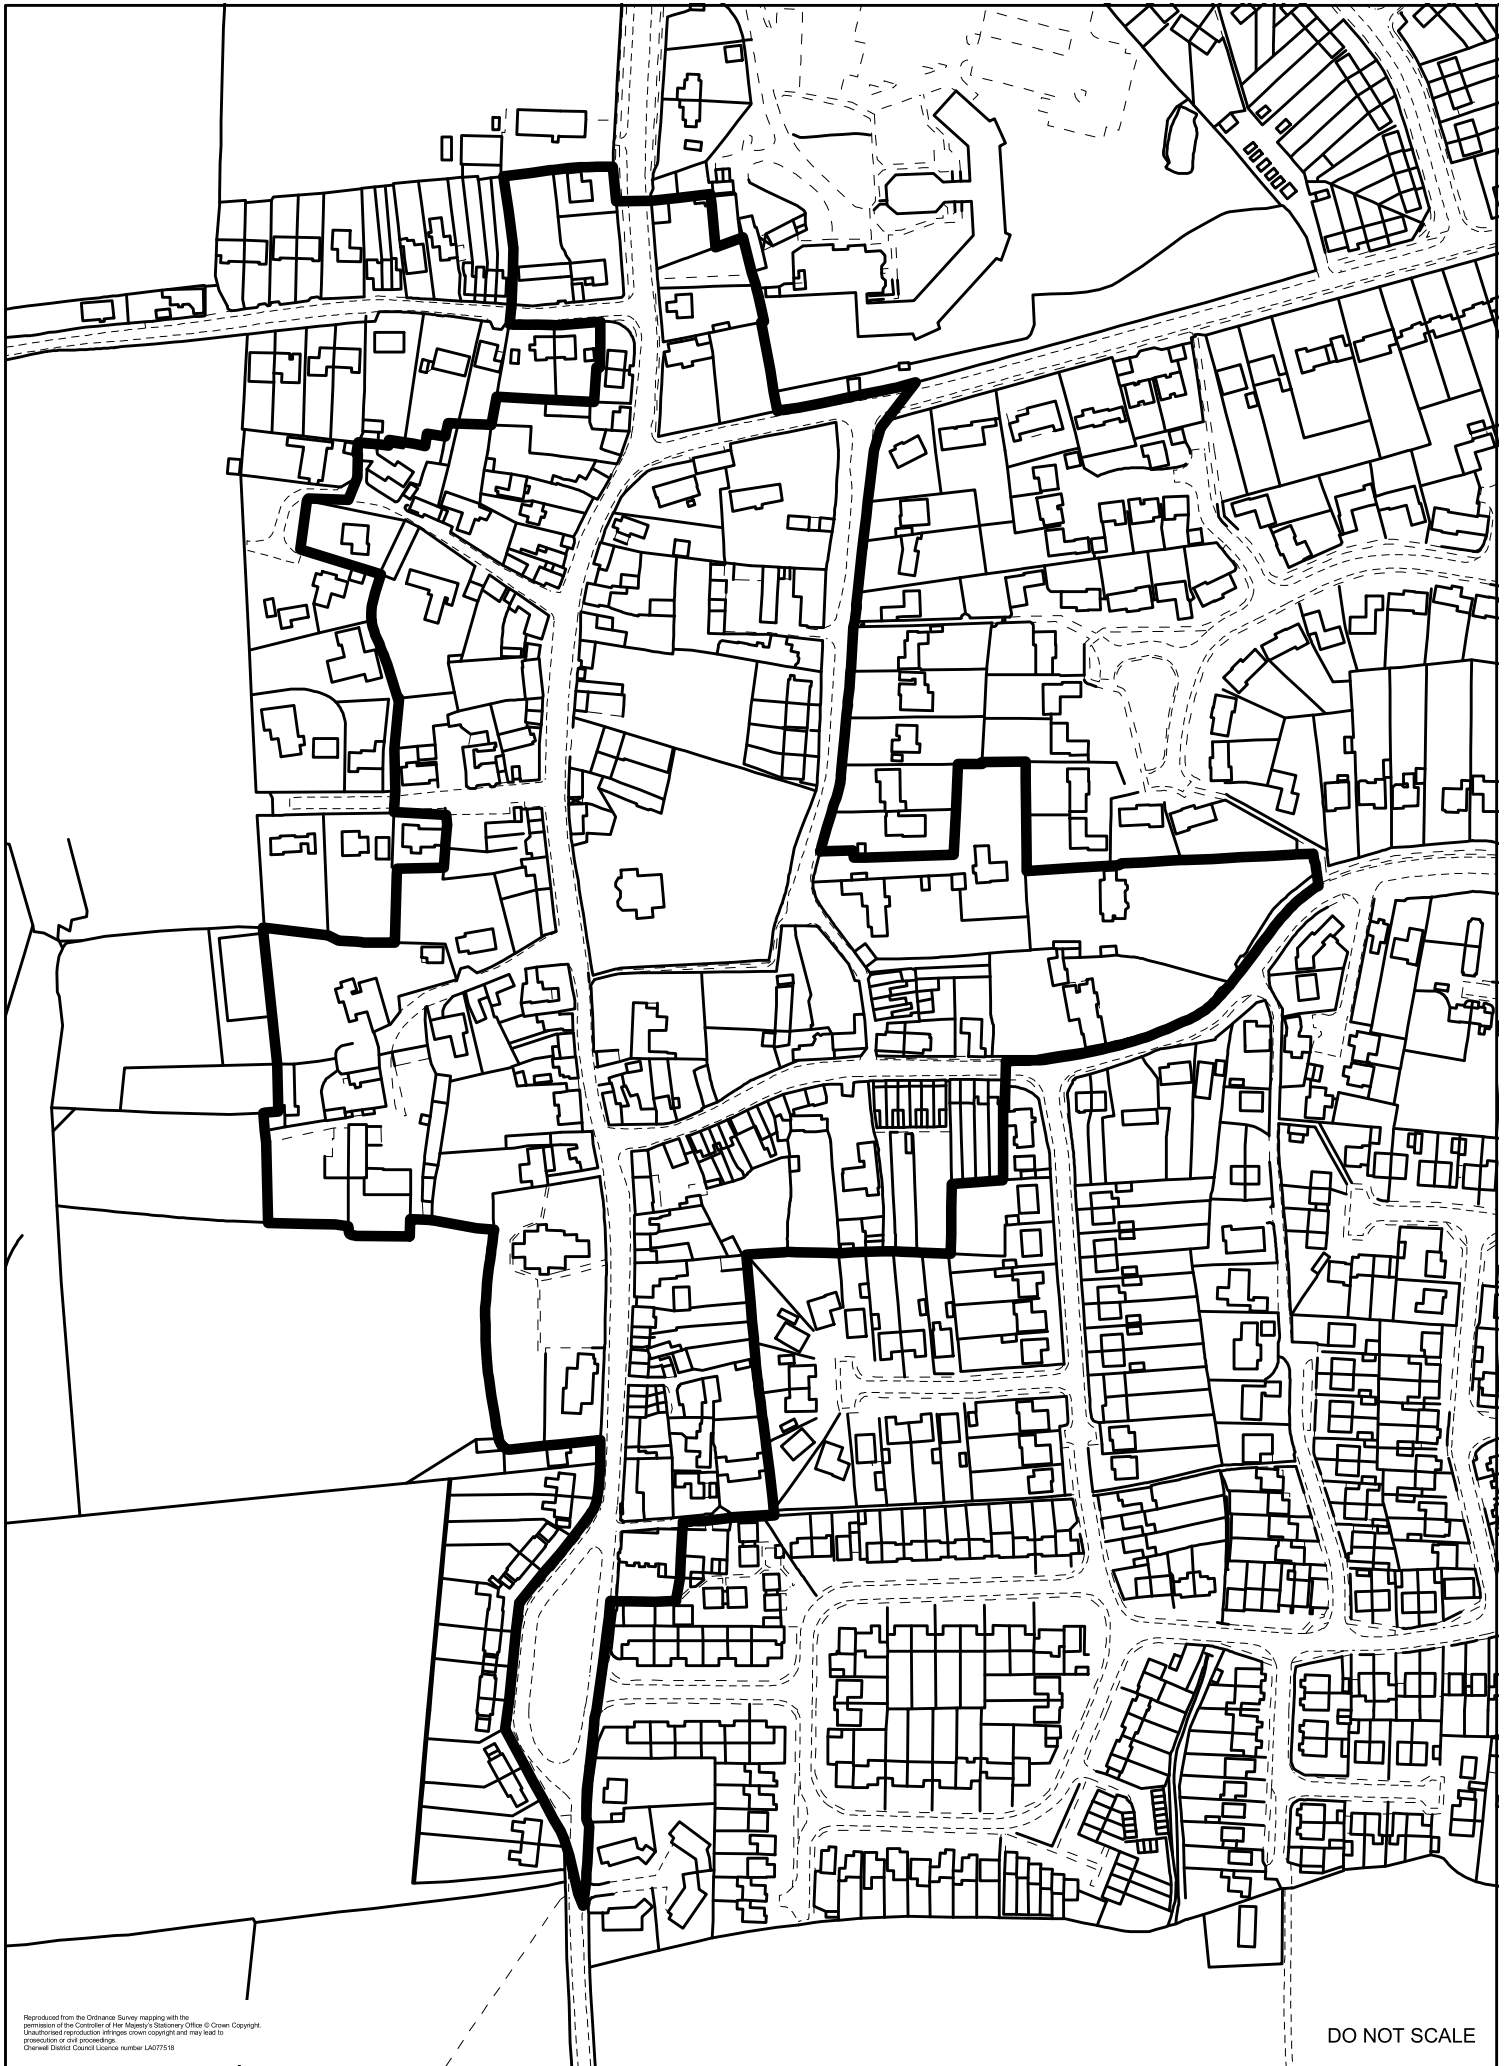 Reproduced from the Ordnance Survey mapping with the
permission of the Controller of Her Majesty's Stationery Office © Crown Copyright.
Unauthorised reproduction infringes crown copyright and may lead to
prosecution or civil proceedings.
Cherwell District Council Licence number LA077518
DO NOT SCALE